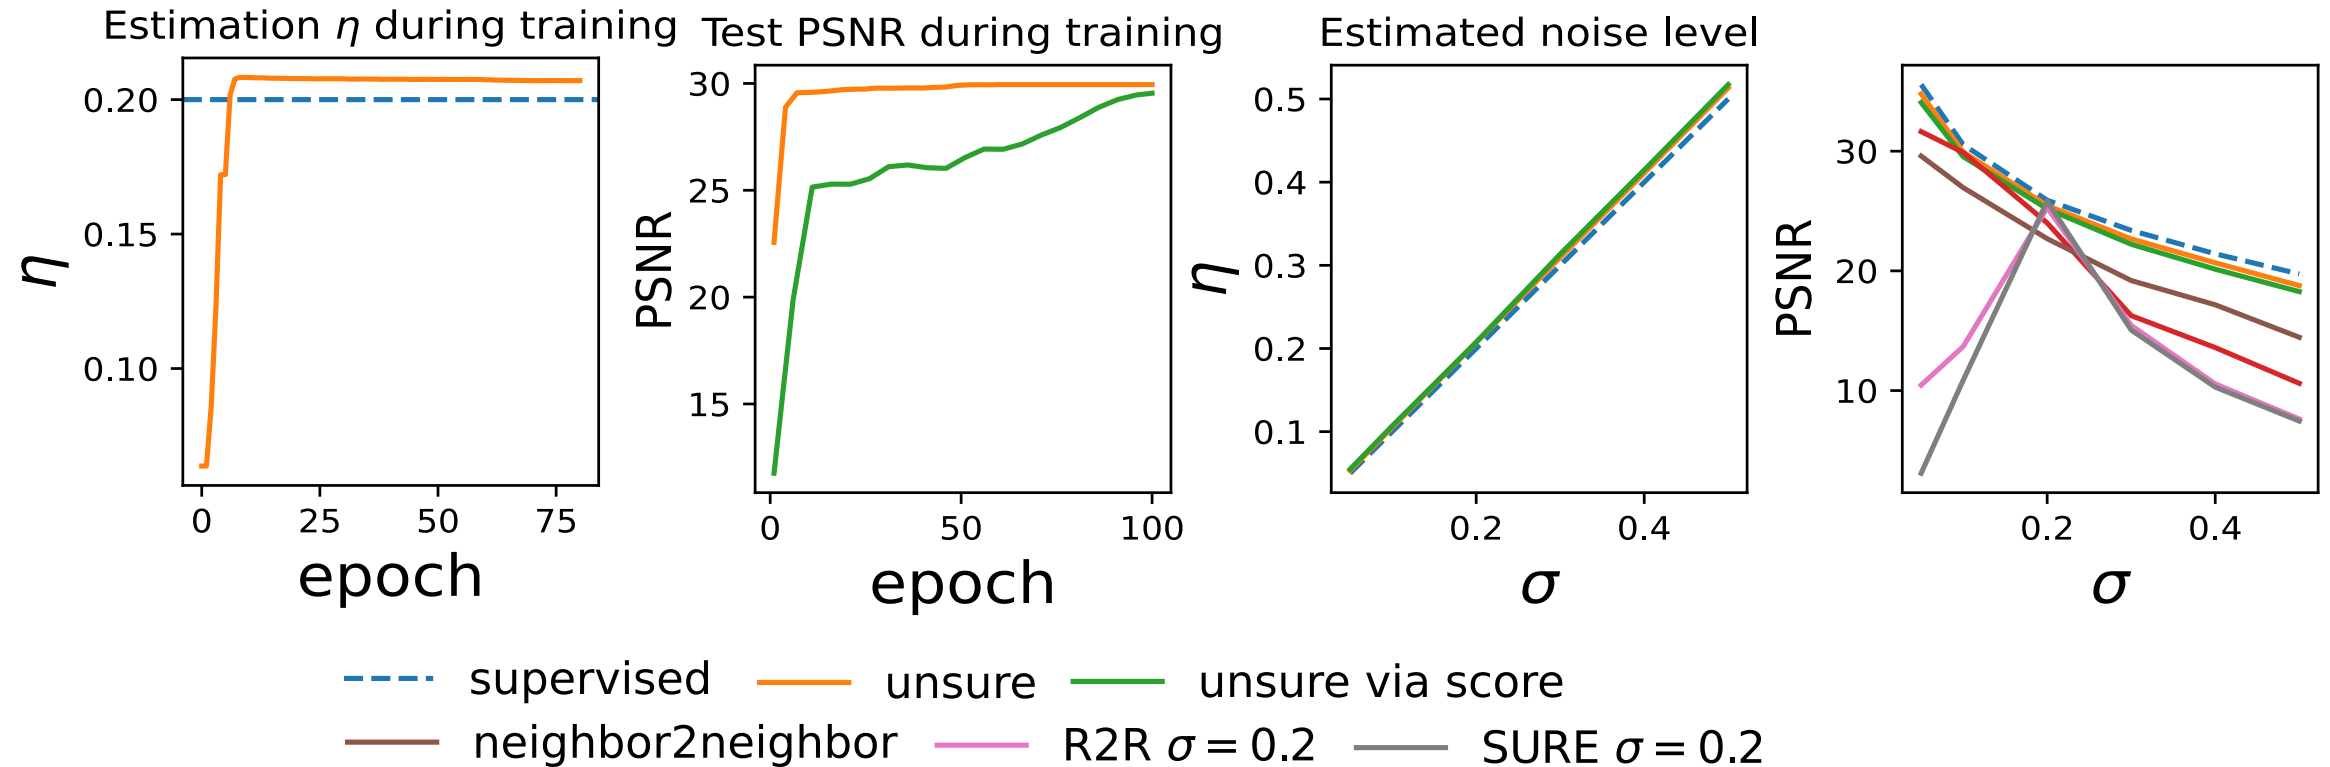 Estimation η during training
Test PSNR during training
Estimated noise level
0.20
0.15
0.10
η
0
25
50
75
epoch
30
25
20
15
PSNR
0
50
100
epoch
0.5
0.4
0.3
0.2
0.1
η
0.2
0.4
σ
30
20
10
PSNR
0.2
0.4
σ
supervised
unsure
unsure via score
neighbor2neighbor
R2R σ = 0.2
SURE σ = 0.2